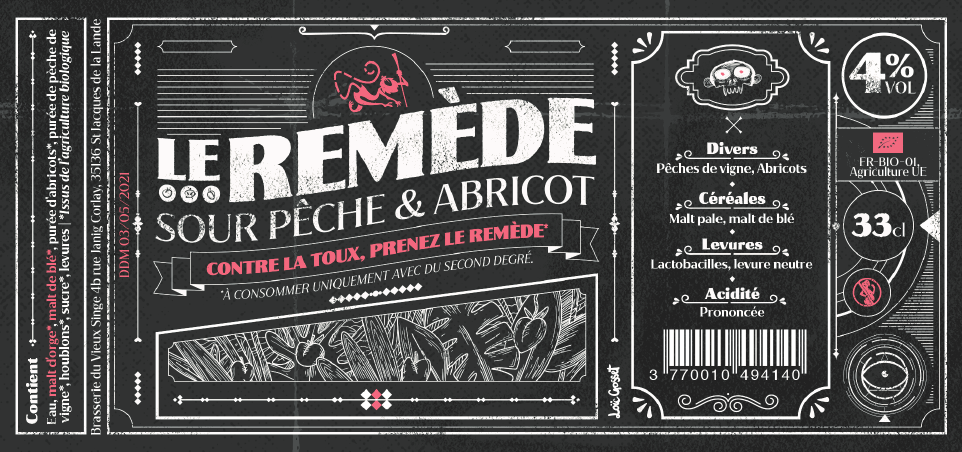 Contient
Eau, malt d'orge*, malt de blé*, purée d'abricots*, purée de pêche de
vigne*, houblons*, sucre*, levures | *Issus de l'agriculture biologique
Brasserie du Vieux Singe 4b rue Janig Corlay, 35136 St Jacques de la Lande
DDM 03/05/2021
LE REMÈDE
SOUR PÊCHE & ABRICOT
CONTRE LA TOUX, PRENEZ LE REMÈDE*
*À CONSOMMER UNIQUEMENT AVEC DU SECOND DEGRÉ.
Loïc Gosset
Divers
Pêches de vigne, Abricots
Céréales
Malt pale, malt de blé
Levures
Lactobacilles, levure neutre
Acidité
Prononcée
3 770010 494140
4%
VOL
FR-BIO-01,
Agriculture UE
33cl